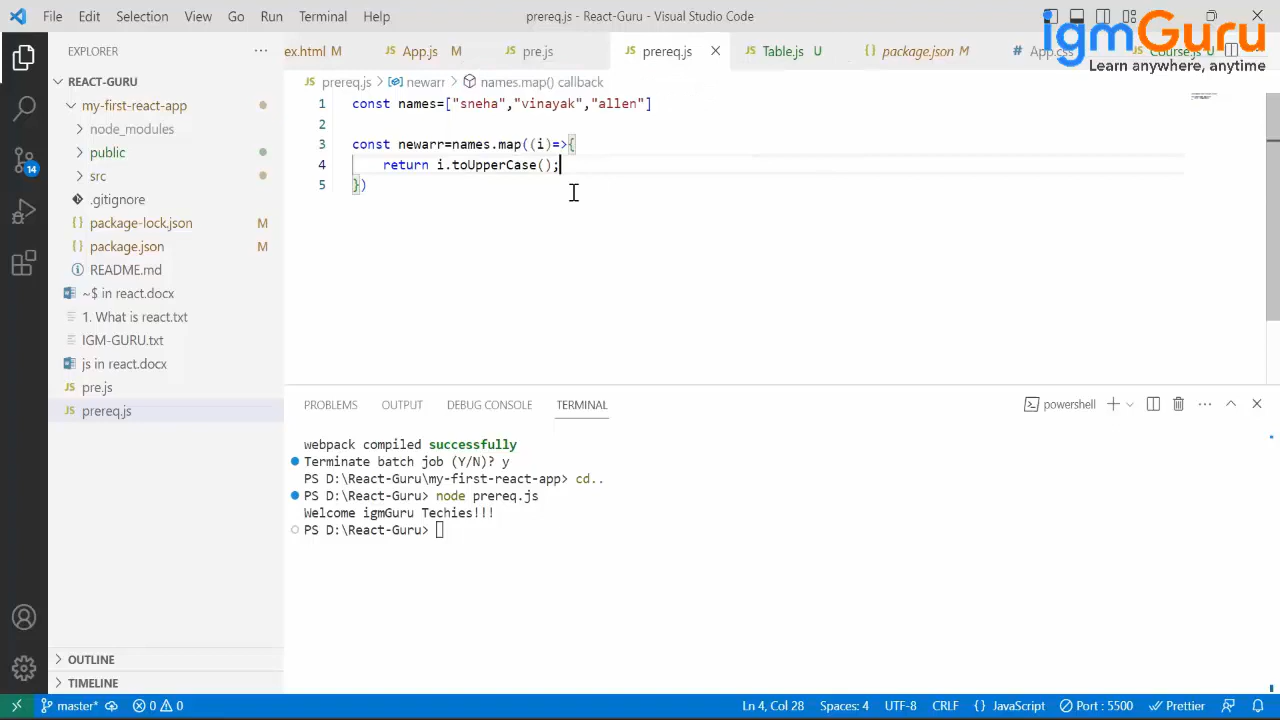 File Edit Selection View Go Run Terminal Help
prereq.js - React-Guru - Visual Studio Code
igmGuru
Learn anywhere, anytime
EXPLORER
REACT-GURU
my-first-react-app
node_modules
public
src
.gitignore
package-lock.json M
package.json M
README.md
~$ in react.docx
1. What is react.txt
IGM-GURU.txt
js in react.docx
pre.js
prereq.js
OUTLINE
TIMELINE
14
ex.html M App.js M pre.js prereq.js Table.js U package.json M App.css Course.js U
prereq.js > newarr > names.map() callback
1 const names=["sneha","vinayak","allen"]
2
3 const newarr=names.map((i)=>{
4 return i.toUpperCase();
5 })
PROBLEMS OUTPUT DEBUG CONSOLE TERMINAL powershell
webpack compiled successfully
Terminate batch job (Y/N)? y
PS D:\React-Guru\my-first-react-app> cd..
PS D:\React-Guru> node prereq.js
Welcome igmGuru Techies!!!
PS D:\React-Guru>
master* 0 0 Ln 4, Col 28 Spaces: 4 UTF-8 CRLF {} JavaScript Port : 5500 Prettier